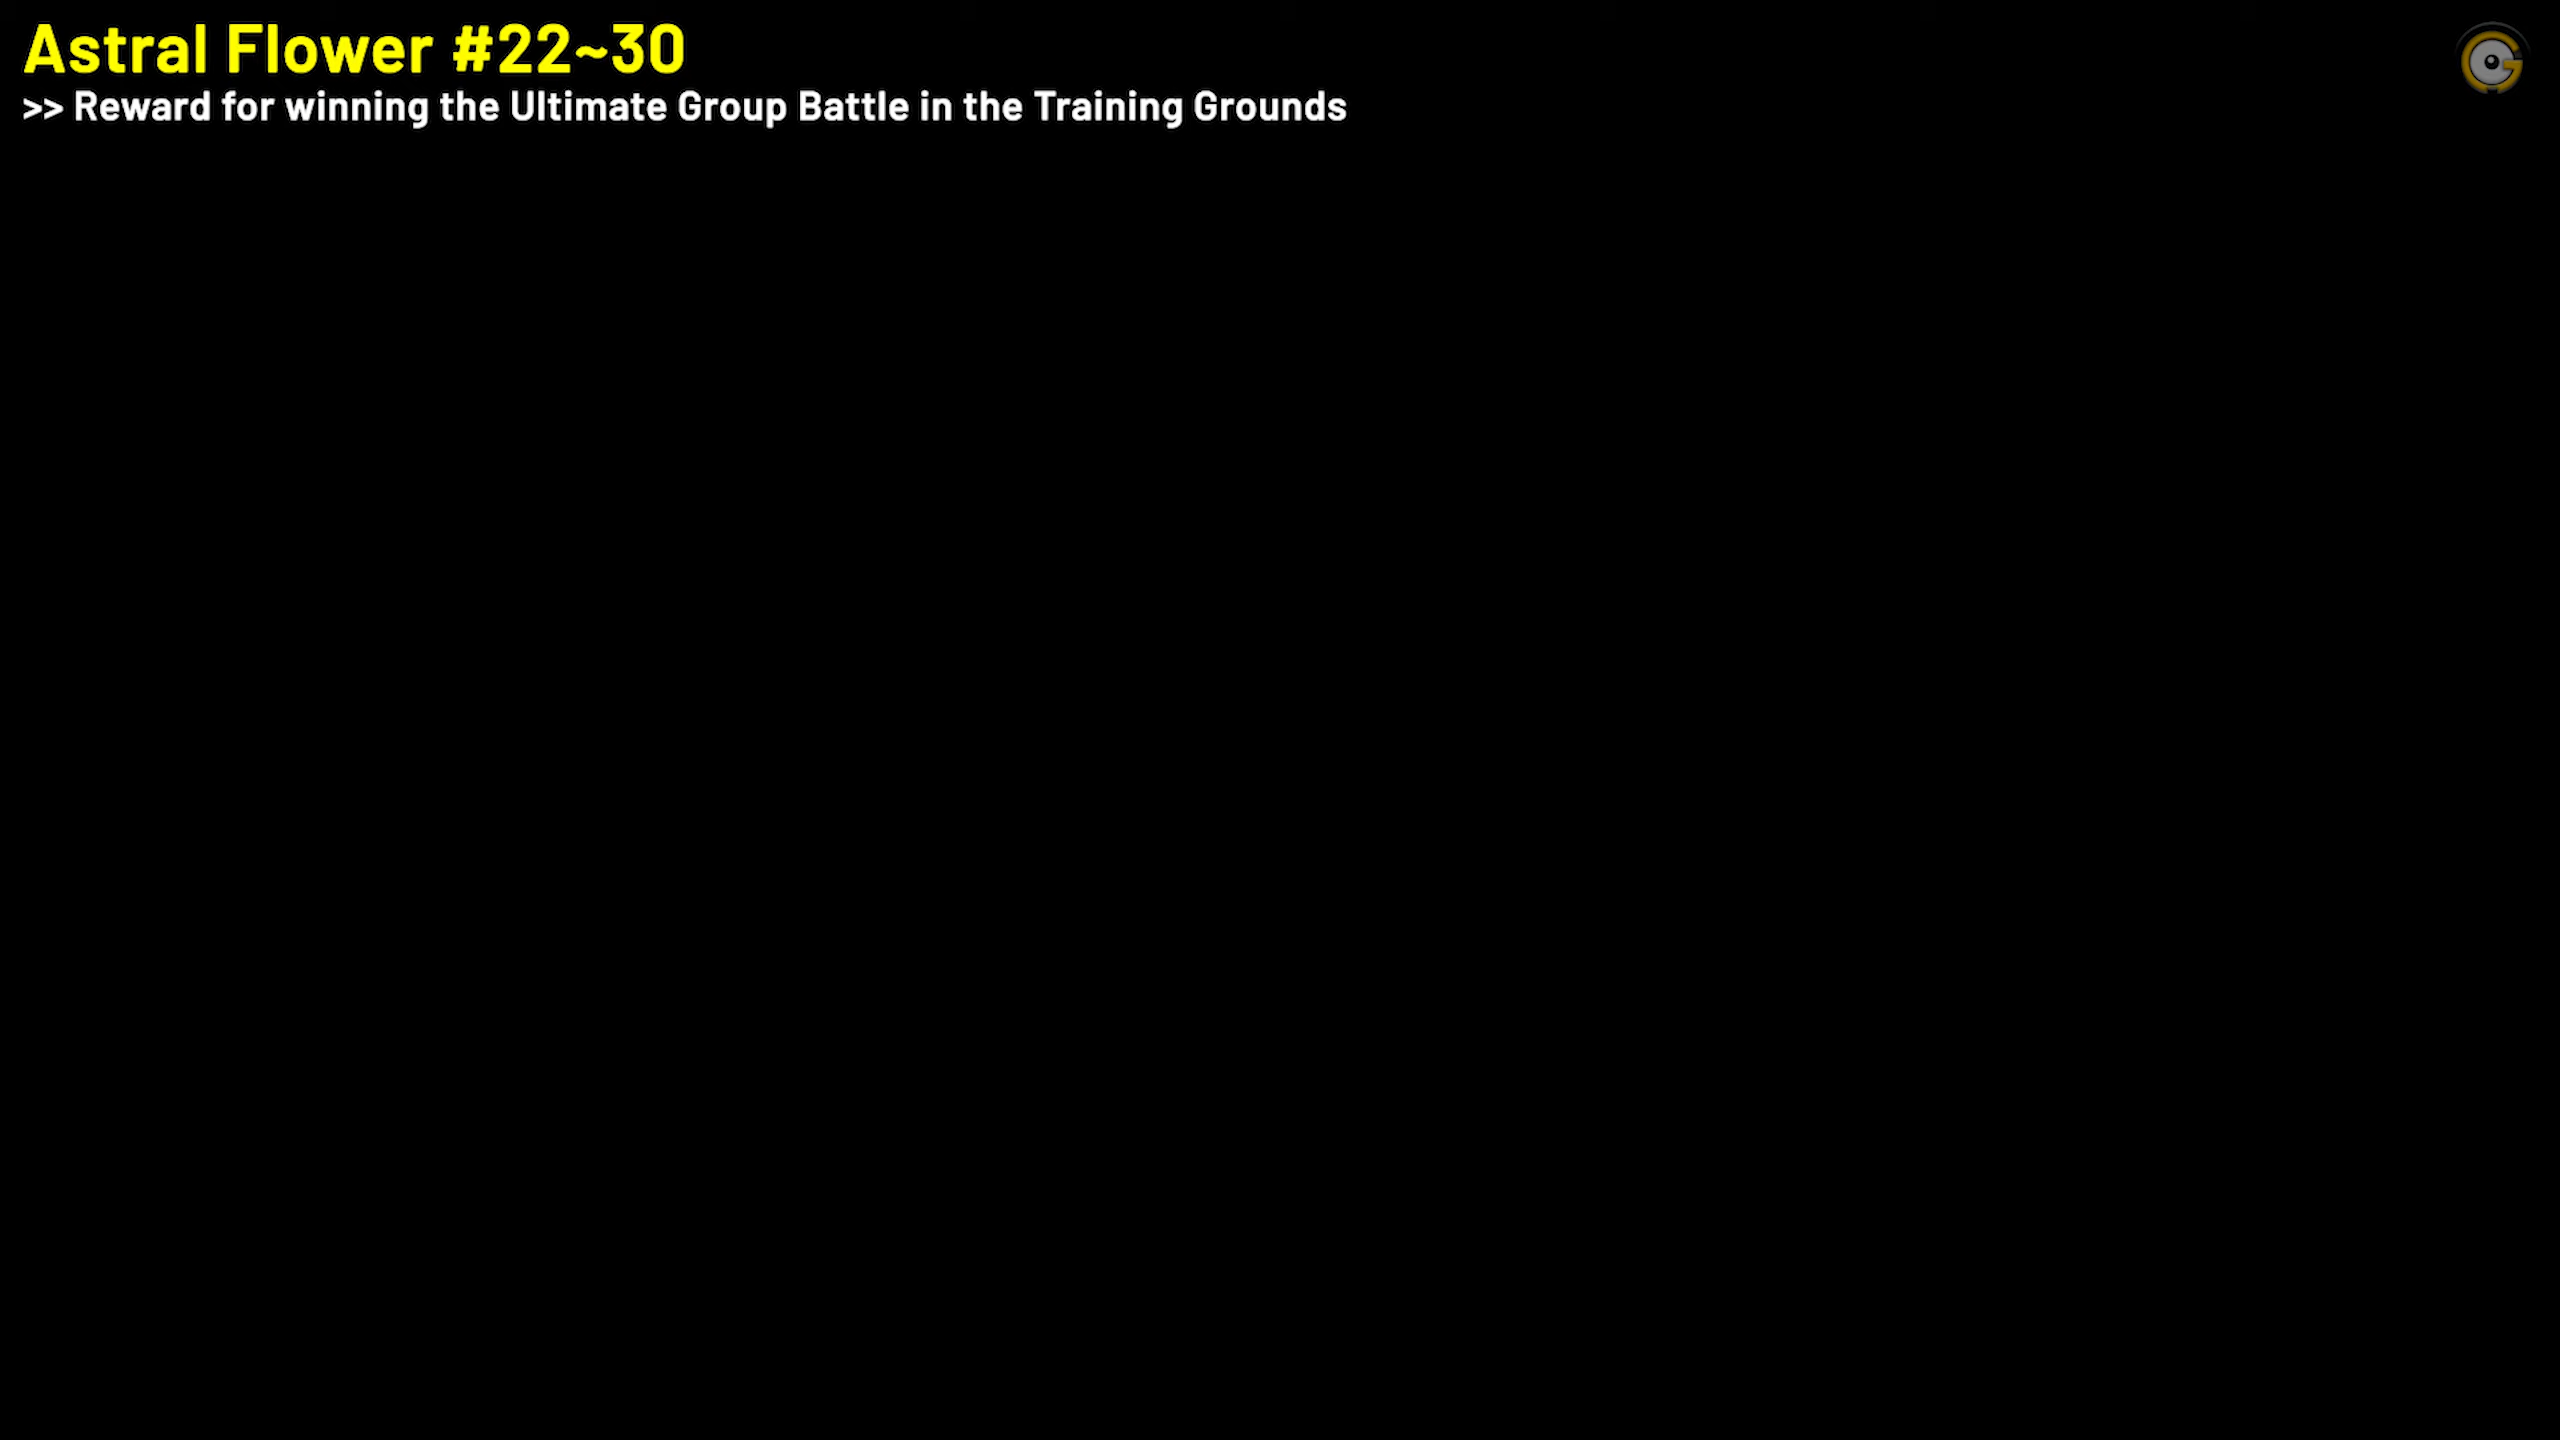 Astral Flower #22~30
>> Reward for winning the Ultimate Group Battle in the Training Grounds